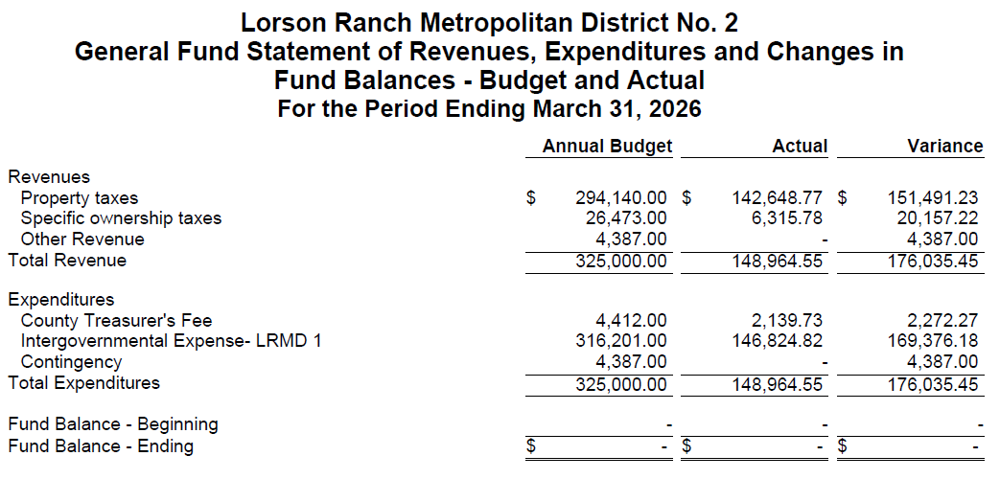 Lorson Ranch Metropolitan District No. 2
General Fund Statement of Revenues, Expenditures and Changes in
Fund Balances - Budget and Actual
For the Period Ending March 31, 2026
Annual Budget Actual Variance
Revenues
Property taxes $ 294,140.00 $ 142,648.77 $ 151,491.23
Specific ownership taxes 26,473.00 6,315.78 20,157.22
Other Revenue 4,387.00 - 4,387.00
Total Revenue 325,000.00 148,964.55 176,035.45
Expenditures
County Treasurer's Fee 4,412.00 2,139.73 2,272.27
Intergovernmental Expense- LRMD 1 316,201.00 146,824.82 169,376.18
Contingency 4,387.00 - 4,387.00
Total Expenditures 325,000.00 148,964.55 176,035.45
Fund Balance - Beginning - - -
Fund Balance - Ending $ - $ - $ -